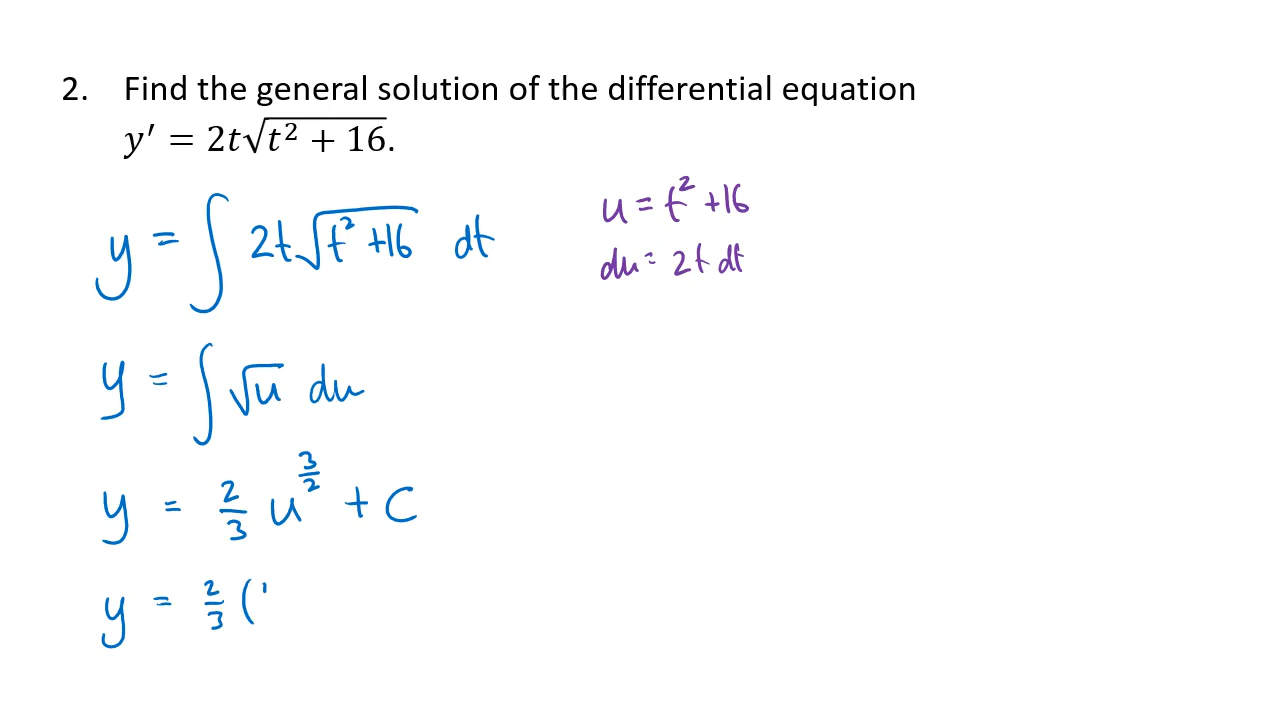 2. Find the general solution of the differential equation
y′ = 2t√(t² + 16).
y = ∫ 2t√(t² + 16) dt
u = t² + 16
du = 2t dt
y = ∫ √u du
y = 2/3 u^(3/2) + C
y = 2/3 (